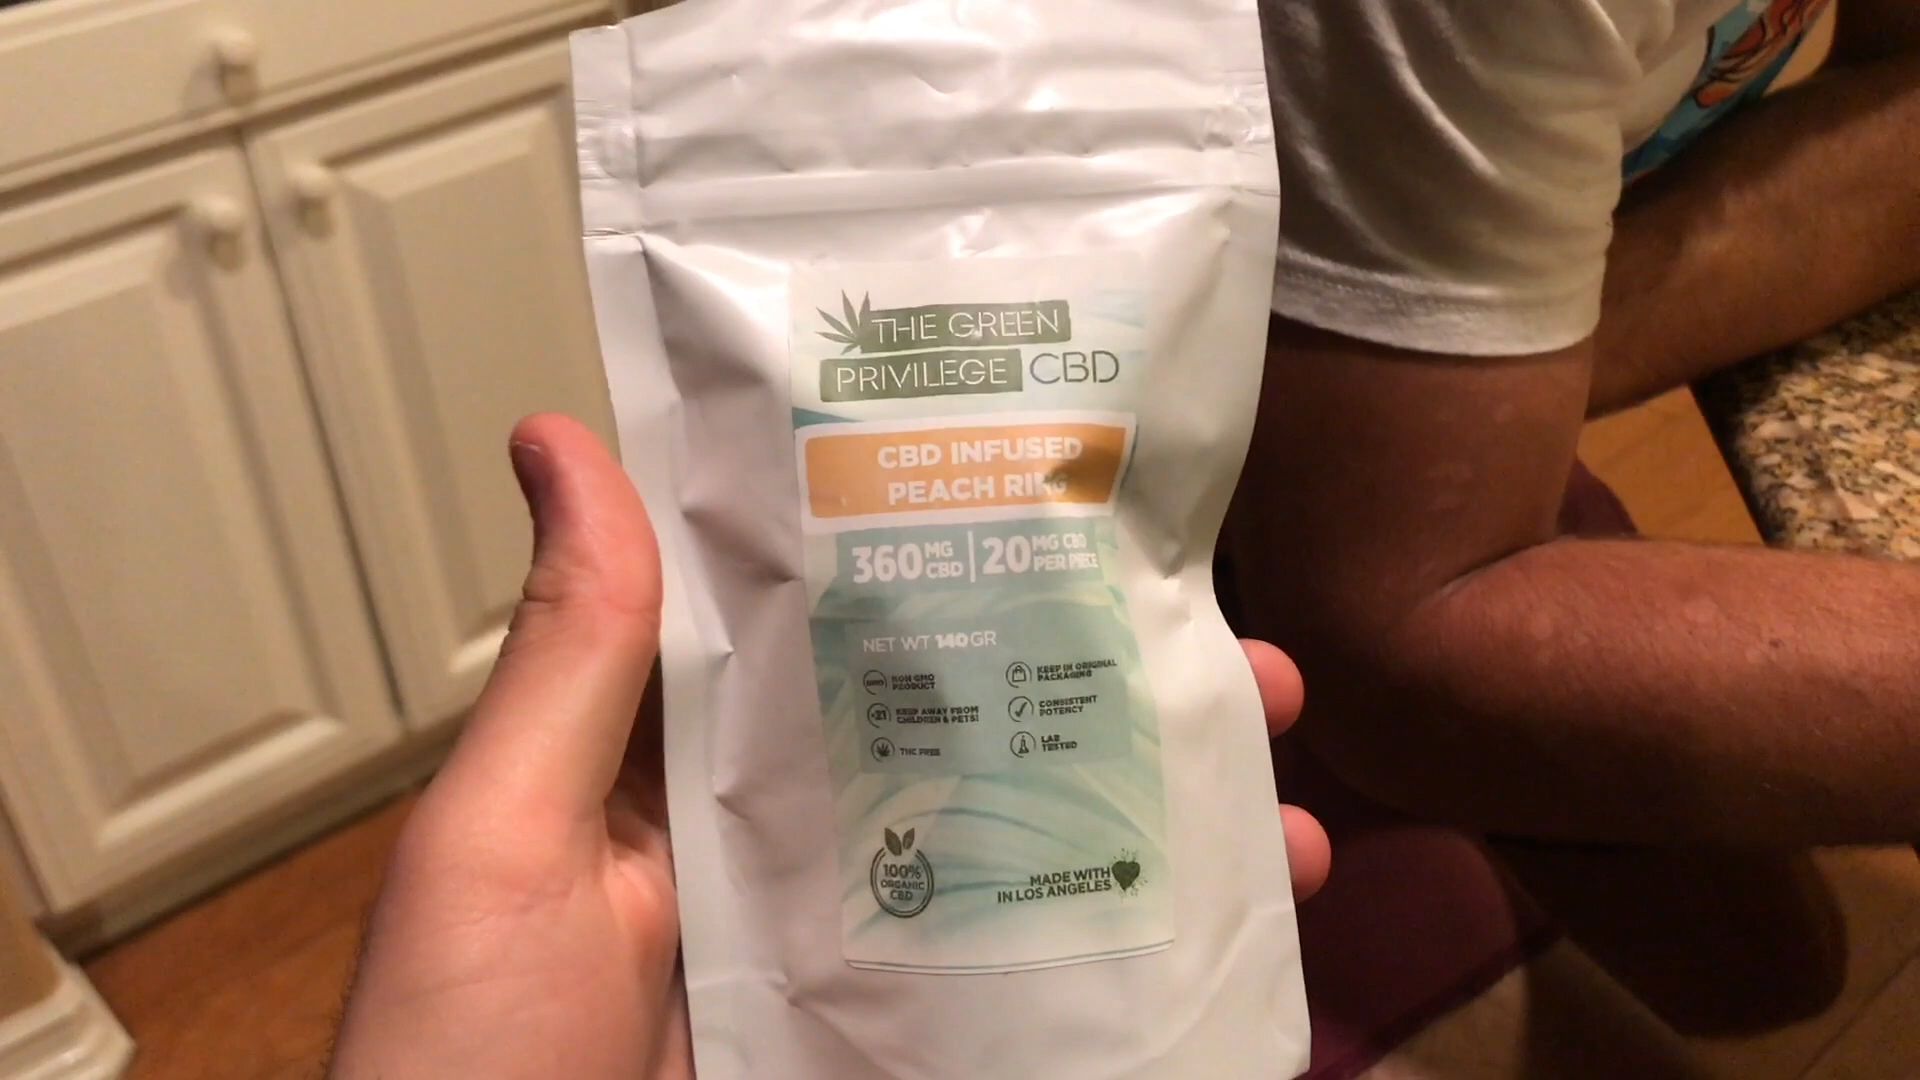 THE GREEN
PRIVILEGE CBD
CBD INFUSED
PEACH RING
360 MG CBD | 20 MG CBD PER PIECE
NET WT 140GR
NON GMO
PRODUCT
KEEP IN ORIGINAL
PACKAGING
KEEP AWAY FROM
CHILDREN & PETS!
CONSISTENT
POTENCY
THC FREE
LAB
TESTED
100%
ORGANIC
CBD
MADE WITH
IN LOS ANGELES